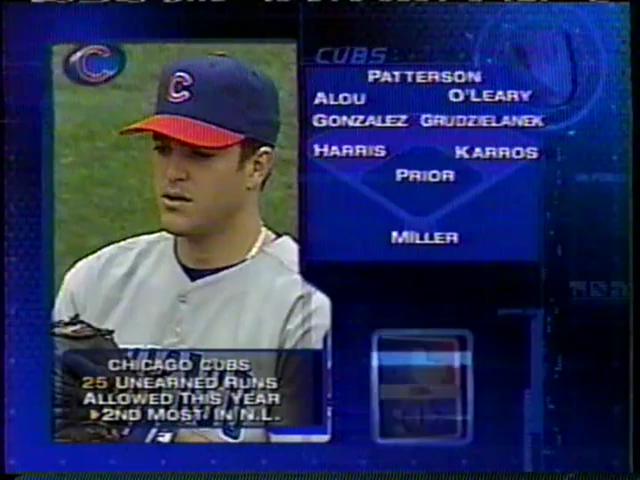 CUBS
PATTERSON
ALOU O'LEARY
GONZALEZ GRUDZIELANEK
HARRIS KARROS
PRIOR
MILLER
C
C
CHICAGO CUBS
25 UNEARNED RUNS
ALLOWED THIS YEAR
2ND MOST IN N.L.